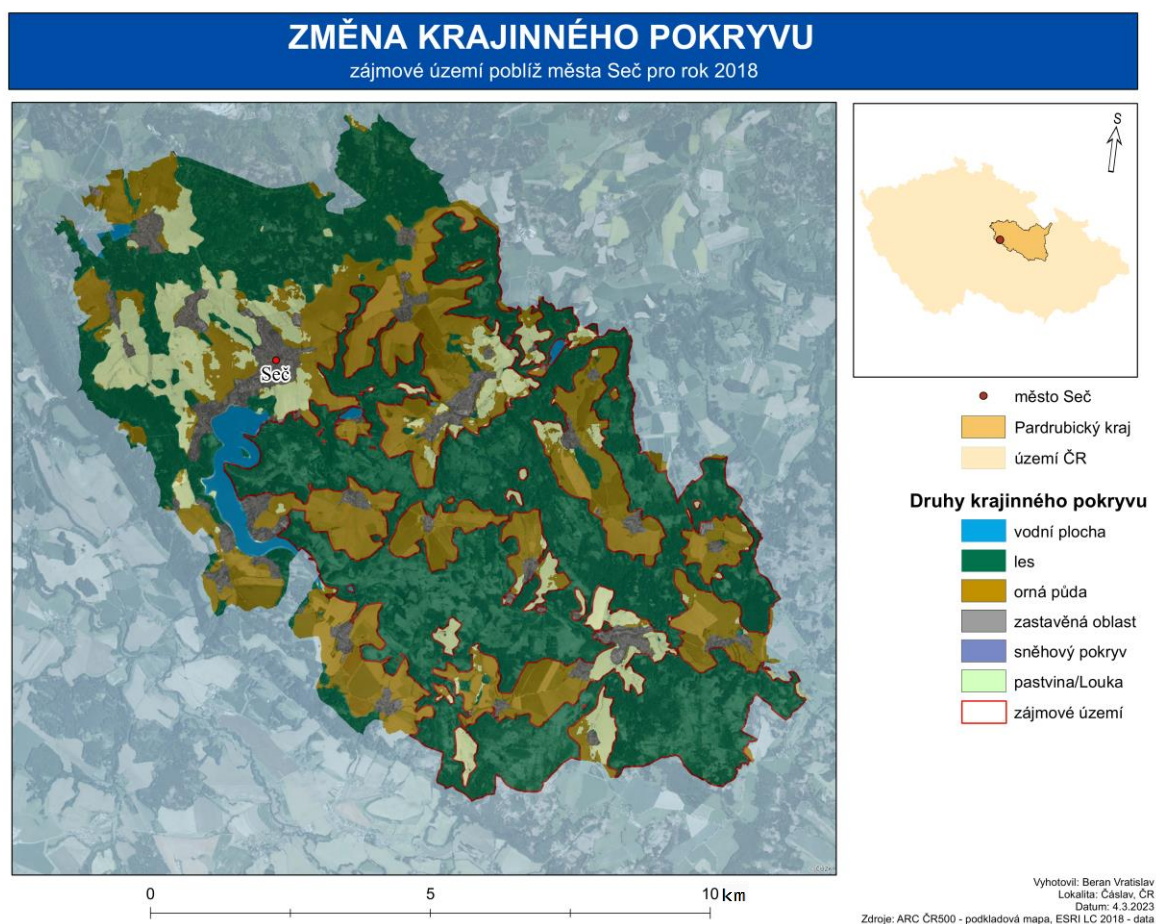 ZMĚNA KRAJINNÉHO POKRYVU
zájmové území poblíž města Seč pro rok 2018
S
Seč
město Seč
Pardrubický kraj
území ČR
Druhy krajinného pokryvu
vodní plocha
les
orná půda
zastavěná oblast
sněhový pokryv
pastvina/Louka
zájmové území
0 5 10 km
Vyhotovil: Beran Vratislav
Lokalita: Čáslav, ČR
Datum: 4.3.2023
Zdroje: ARC ČR500 - podkladová mapa, ESRI LC 2018 - data